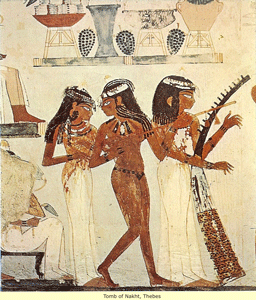 Tomb of Nakht, Thebes